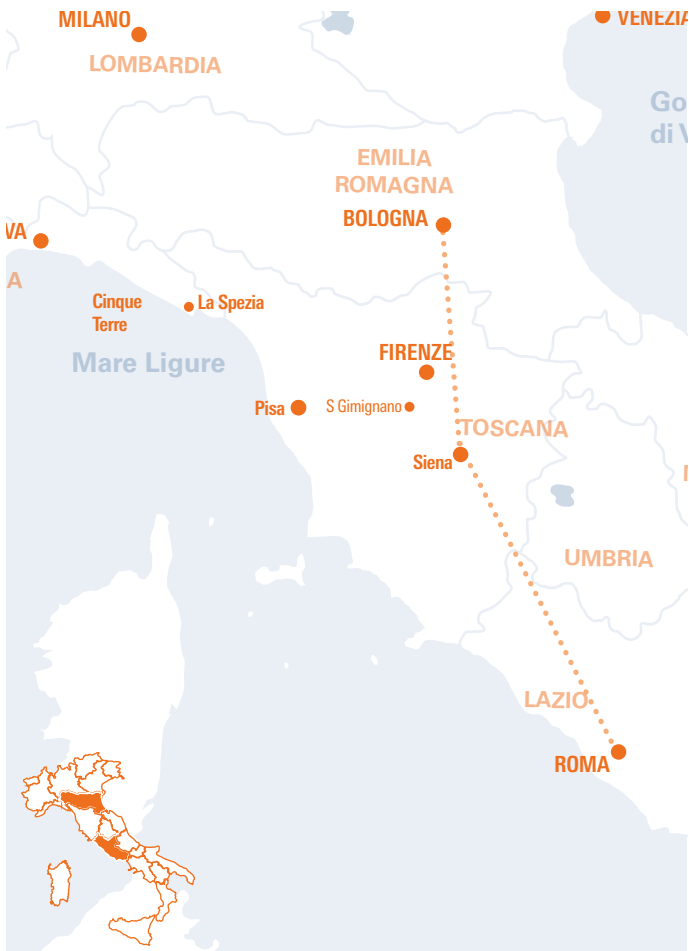 MILANO
VENEZIA
LOMBARDIA
Go
di V
EMILIA
ROMAGNA
BOLOGNA
VA
A
Cinque
Terre
La Spezia
Mare Ligure
FIRENZE
Pisa
S Gimignano
TOSCANA
Siena
UMBRIA
LAZIO
ROMA